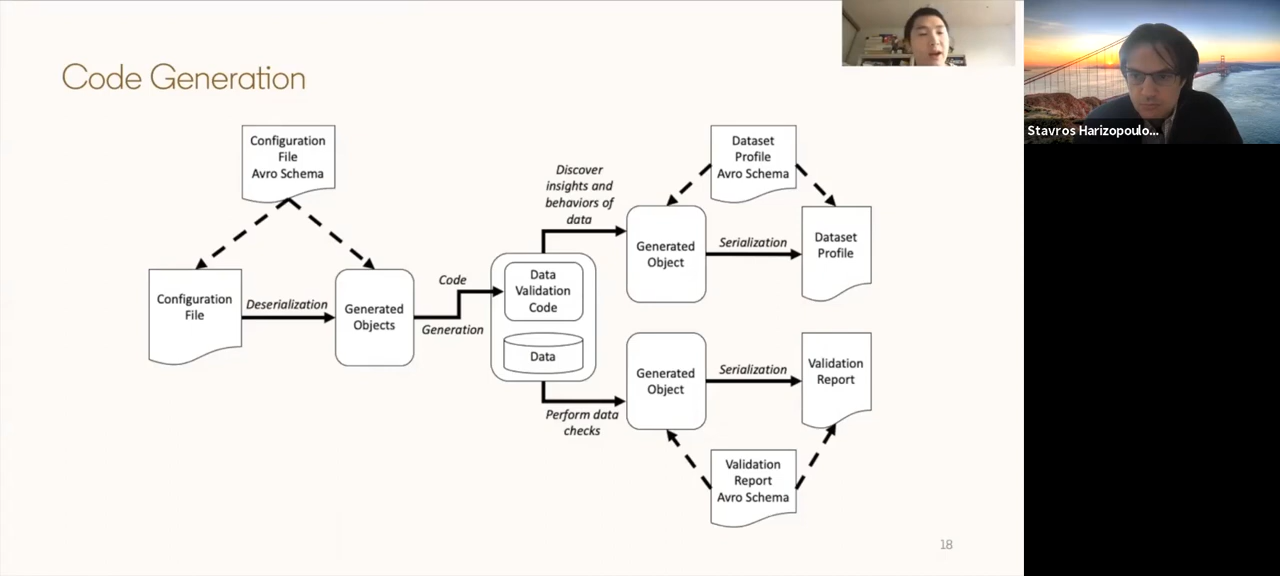 Code Generation
Stavros Harizopoulo...
Configuration
File
Avro Schema
Configuration
File
Deserialization
Generated
Objects
Code
Generation
Data
Validation
Code
Data
Discover
insights and
behaviors of
data
Perform data
checks
Dataset
Profile
Avro Schema
Generated
Object
Serialization
Dataset
Profile
Generated
Object
Serialization
Validation
Report
Validation
Report
Avro Schema
18